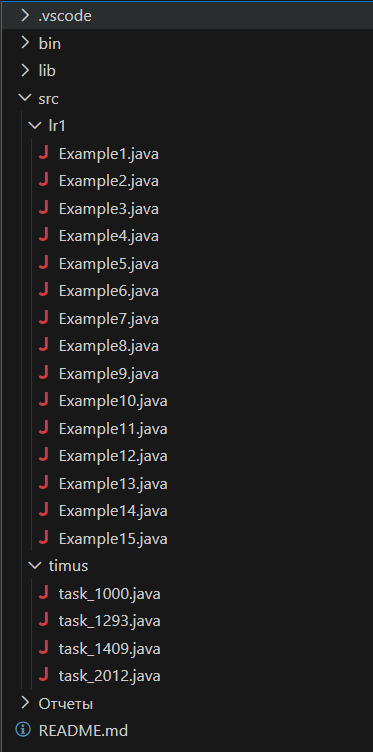 .vscode
bin
lib
src
lr1
Example1.java
Example2.java
Example3.java
Example4.java
Example5.java
Example6.java
Example7.java
Example8.java
Example9.java
Example10.java
Example11.java
Example12.java
Example13.java
Example14.java
Example15.java
timus
task_1000.java
task_1293.java
task_1409.java
task_2012.java
Отчеты
README.md